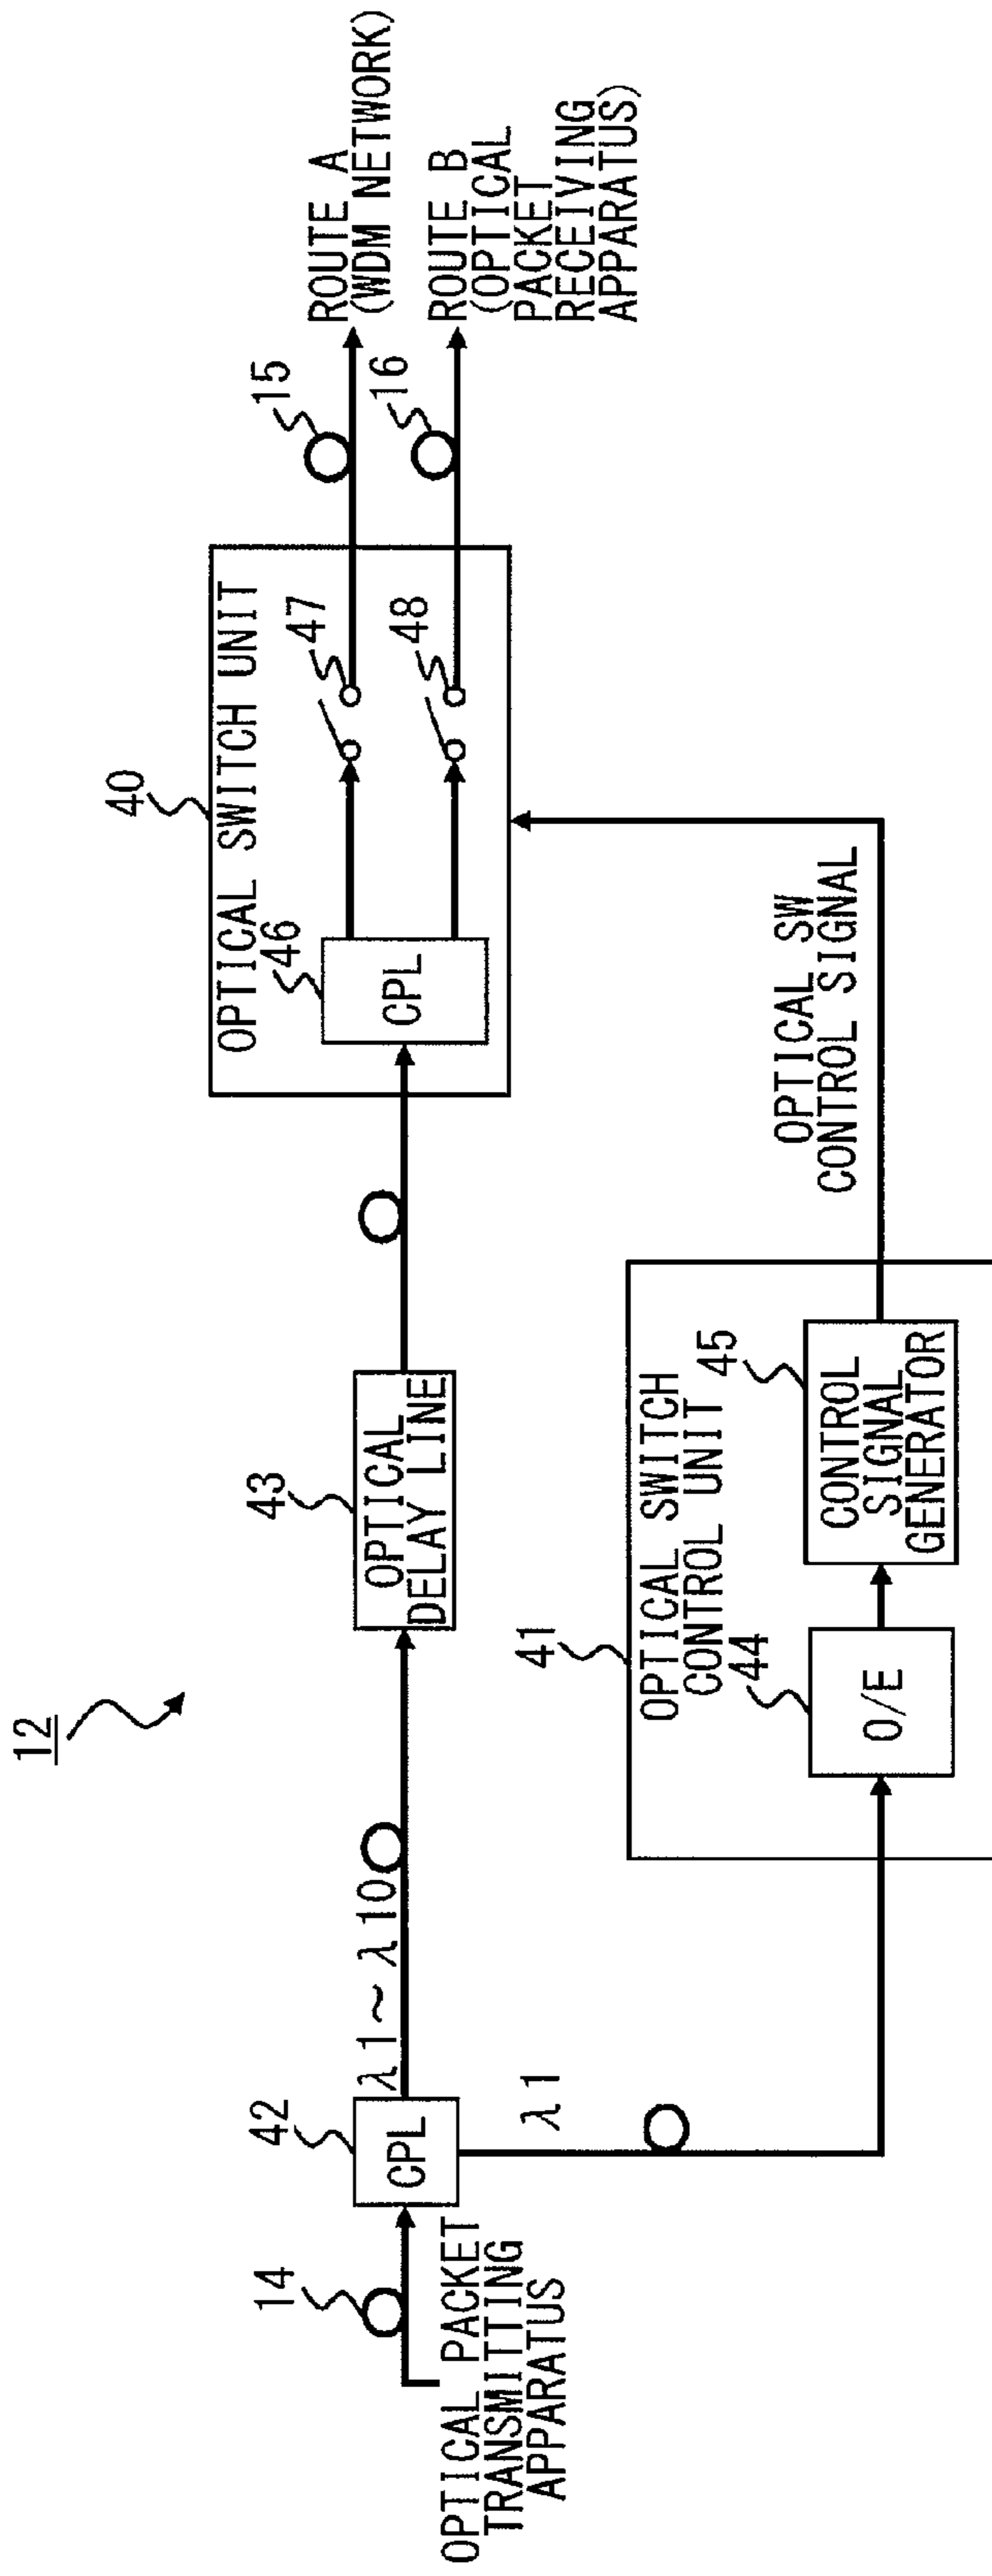 12
OPTICAL PACKET
TRANSMITTING
APPARATUS
14
42
CPL
λ1~λ10
λ1
43
OPTICAL
DELAY LINE
40
OPTICAL SWITCH UNIT
46
CPL
47
48
15
16
ROUTE A
(WDM NETWORK)
ROUTE B
(OPTICAL
PACKET
RECEIVING
APPARATUS)
41
OPTICAL SWITCH
CONTROL UNIT
44
O/E
45
CONTROL
SIGNAL
GENERATOR
OPTICAL SW
CONTROL SIGNAL